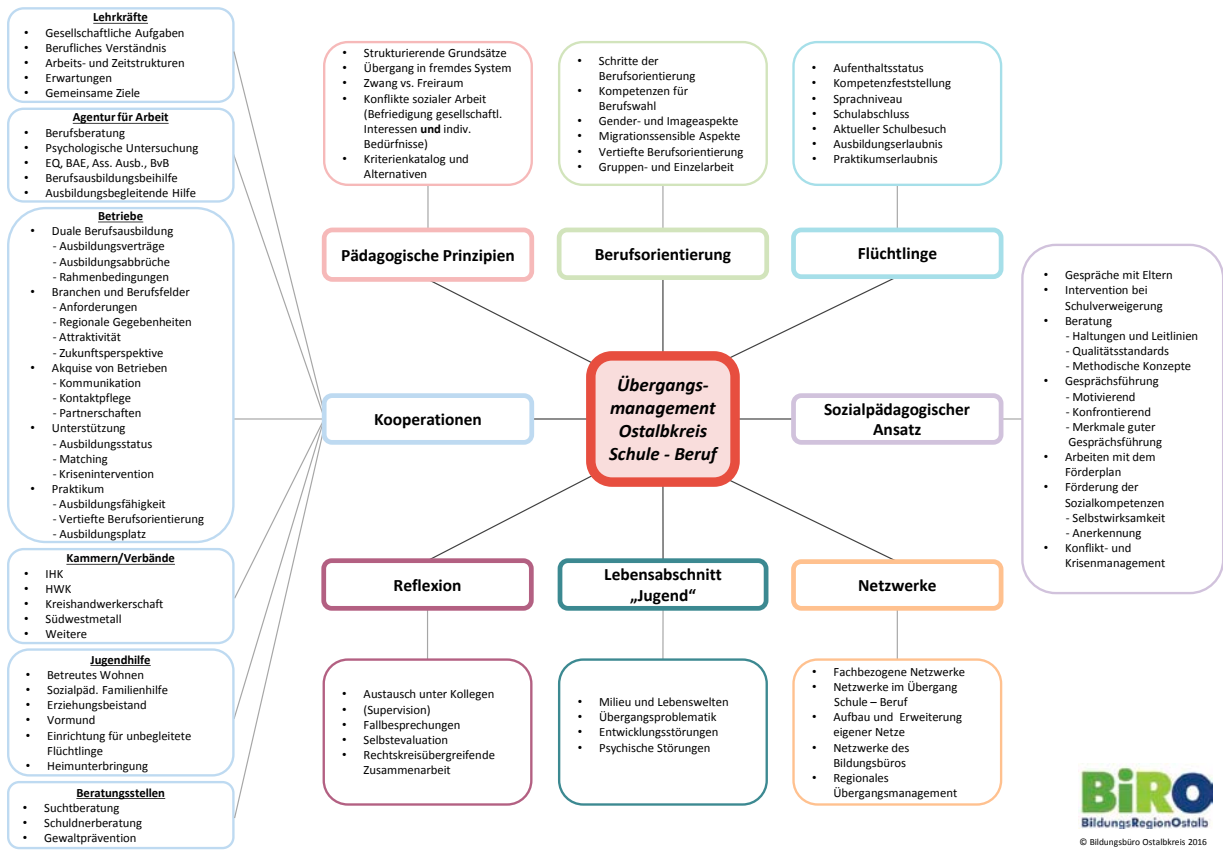 Lehrkräfte
• Gesellschaftliche Aufgaben
• Berufliches Verständnis
• Arbeits- und Zeitstrukturen
• Erwartungen
• Gemeinsame Ziele
Agentur für Arbeit
• Berufsberatung
• Psychologische Untersuchung
• EQ, BAE, Ass. Ausb., BvB
• Berufsausbildungsbeihilfe
• Ausbildungsbegleitende Hilfe
Betriebe
• Duale Berufsausbildung
- Ausbildungsverträge
- Ausbildungsabbrüche
- Rahmenbedingungen
• Branchen und Berufsfelder
- Anforderungen
- Regionale Gegebenheiten
- Attraktivität
- Zukunftsperspektive
• Akquise von Betrieben
- Kommunikation
- Kontaktpflege
- Partnerschaften
• Unterstützung
- Ausbildungsstatus
- Matching
- Krisenintervention
• Praktikum
- Ausbildungsfähigkeit
- Vertiefte Berufsorientierung
- Ausbildungsplatz
Kammern/Verbände
• IHK
• HWK
• Kreishandwerkerschaft
• Südwestmetall
• Weitere
Jugendhilfe
• Betreutes Wohnen
• Sozialpäd. Familienhilfe
• Erziehungsbeistand
• Vormund
• Einrichtung für unbegleitete
Flüchtlinge
• Heimunterbringung
Beratungsstellen
• Suchtberatung
• Schuldnerberatung
• Gewaltprävention
• Strukturierende Grundsätze
• Übergang in fremdes System
• Zwang vs. Freiraum
• Konflikte sozialer Arbeit
(Befriedigung gesellschaftl.
Interessen und indiv.
Bedürfnisse)
• Kriterienkatalog und
Alternativen
Pädagogische Prinzipien
• Schritte der
Berufsorientierung
• Kompetenzen für
Berufswahl
• Gender- und Imageaspekte
• Migrationssensible Aspekte
• Vertiefte Berufsorientierung
• Gruppen- und Einzelarbeit
Berufsorientierung
• Aufenthaltsstatus
• Kompetenzfeststellung
• Sprachniveau
• Schulabschluss
• Aktueller Schulbesuch
• Ausbildungserlaubnis
• Praktikumserlaubnis
Flüchtlinge
Kooperationen
Übergangs-
management
Ostalbkreis
Schule - Beruf
Sozialpädagogischer
Ansatz
• Gespräche mit Eltern
• Intervention bei
Schulverweigerung
• Beratung
- Haltungen und Leitlinien
- Qualitätsstandards
- Methodische Konzepte
• Gesprächsführung
- Motivierend
- Konfrontierend
- Merkmale guter
Gesprächsführung
• Arbeiten mit dem
Förderplan
• Förderung der
Sozialkompetenzen
- Selbstwirksamkeit
- Anerkennung
• Konflikt- und
Krisenmanagement
Reflexion
• Austausch unter Kollegen
• (Supervision)
• Fallbesprechungen
• Selbstevaluation
• Rechtskreisübergreifende
Zusammenarbeit
Lebensabschnitt
„Jugend“
• Milieu und Lebenswelten
• Übergangsproblematik
• Entwicklungsstörungen
• Psychische Störungen
Netzwerke
• Fachbezogene Netzwerke
• Netzwerke im Übergang
Schule – Beruf
• Aufbau und Erweiterung
eigener Netze
• Netzwerke des
Bildungsbüros
• Regionales
Übergangsmanagement
BiRO
BildungsRegionOstalb
© Bildungsbüro Ostalbkreis 2016